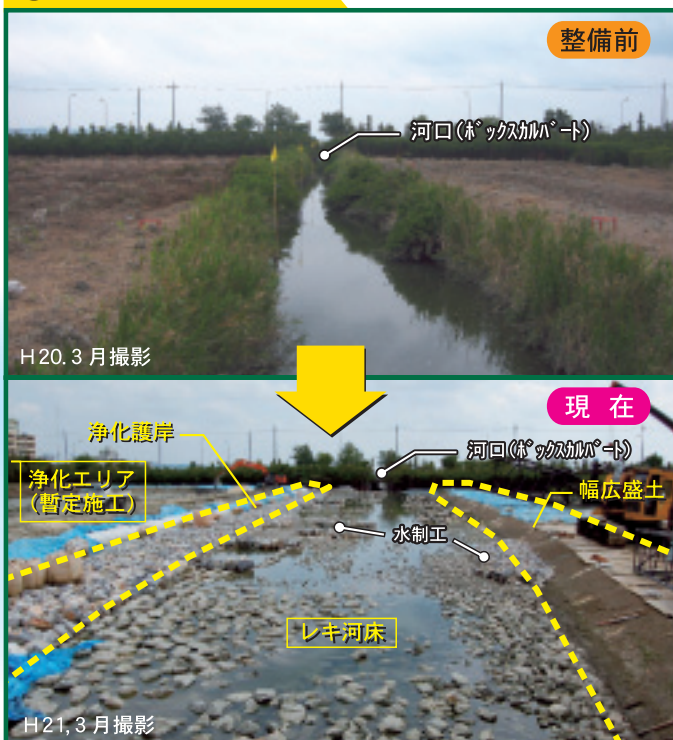 整備前
河口(ボックスカルバート)
H20.3月撮影
現 在
浄化護岸
河口(ボックスカルバート)
浄化エリア
(暫定施工)
幅広盛土
水制工
レキ河床
H21,3月撮影